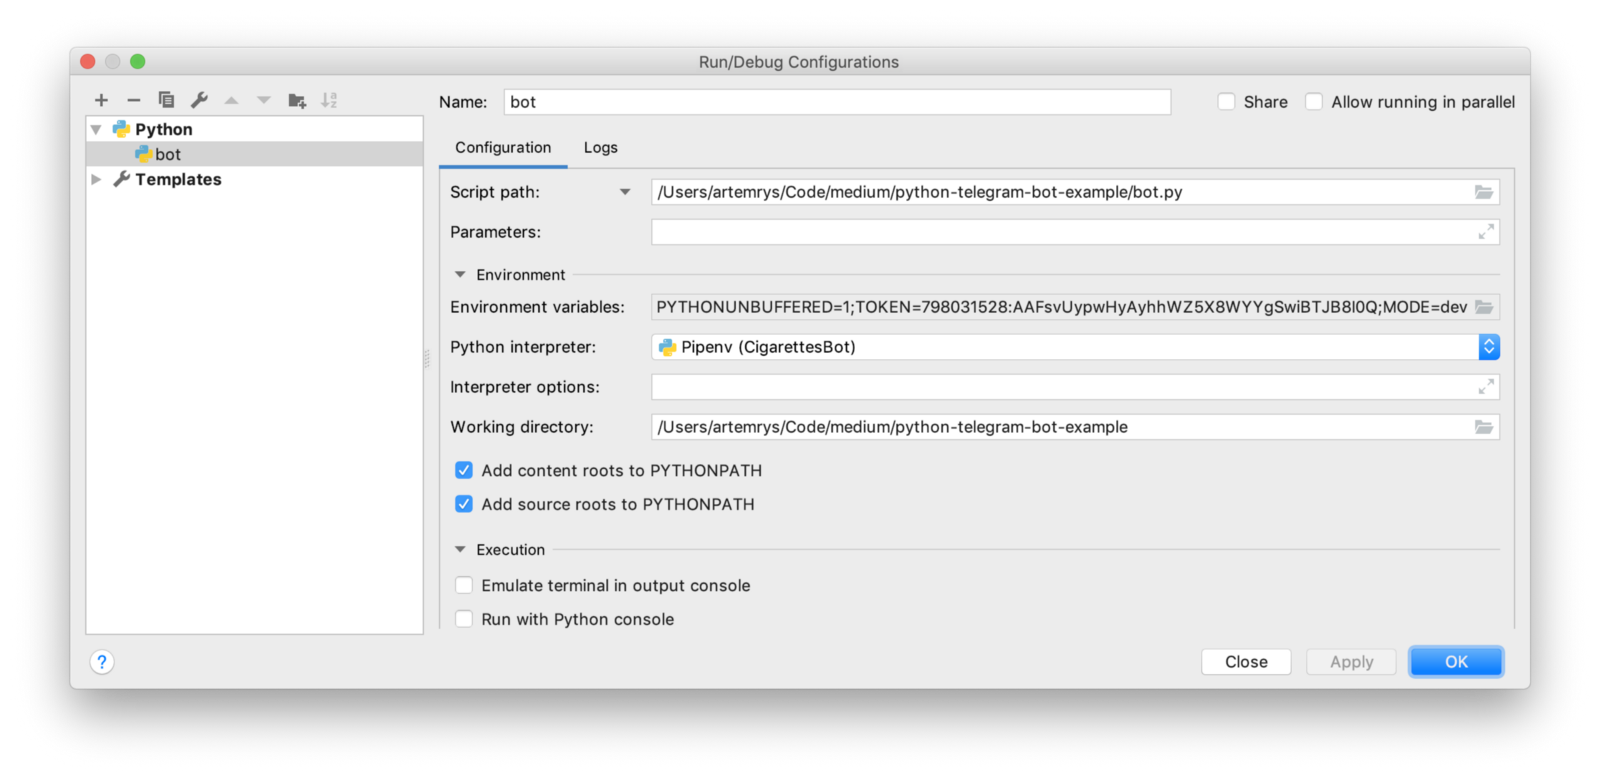 Run/Debug Configurations
Name: bot
Share
Allow running in parallel
Python
bot
Templates
Configuration
Logs
Script path: /Users/artemrys/Code/medium/python-telegram-bot-example/bot.py
Parameters:
Environment
Environment variables: PYTHONUNBUFFERED=1;TOKEN=798031528:AAFsvUypwHyAyhhWZ5X8WYYgSwiBTJB8l0Q;MODE=dev
Python interpreter: Pipenv (CigarettesBot)
Interpreter options:
Working directory: /Users/artemrys/Code/medium/python-telegram-bot-example
Add content roots to PYTHONPATH
Add source roots to PYTHONPATH
Execution
Emulate terminal in output console
Run with Python console
?
Close
Apply
OK